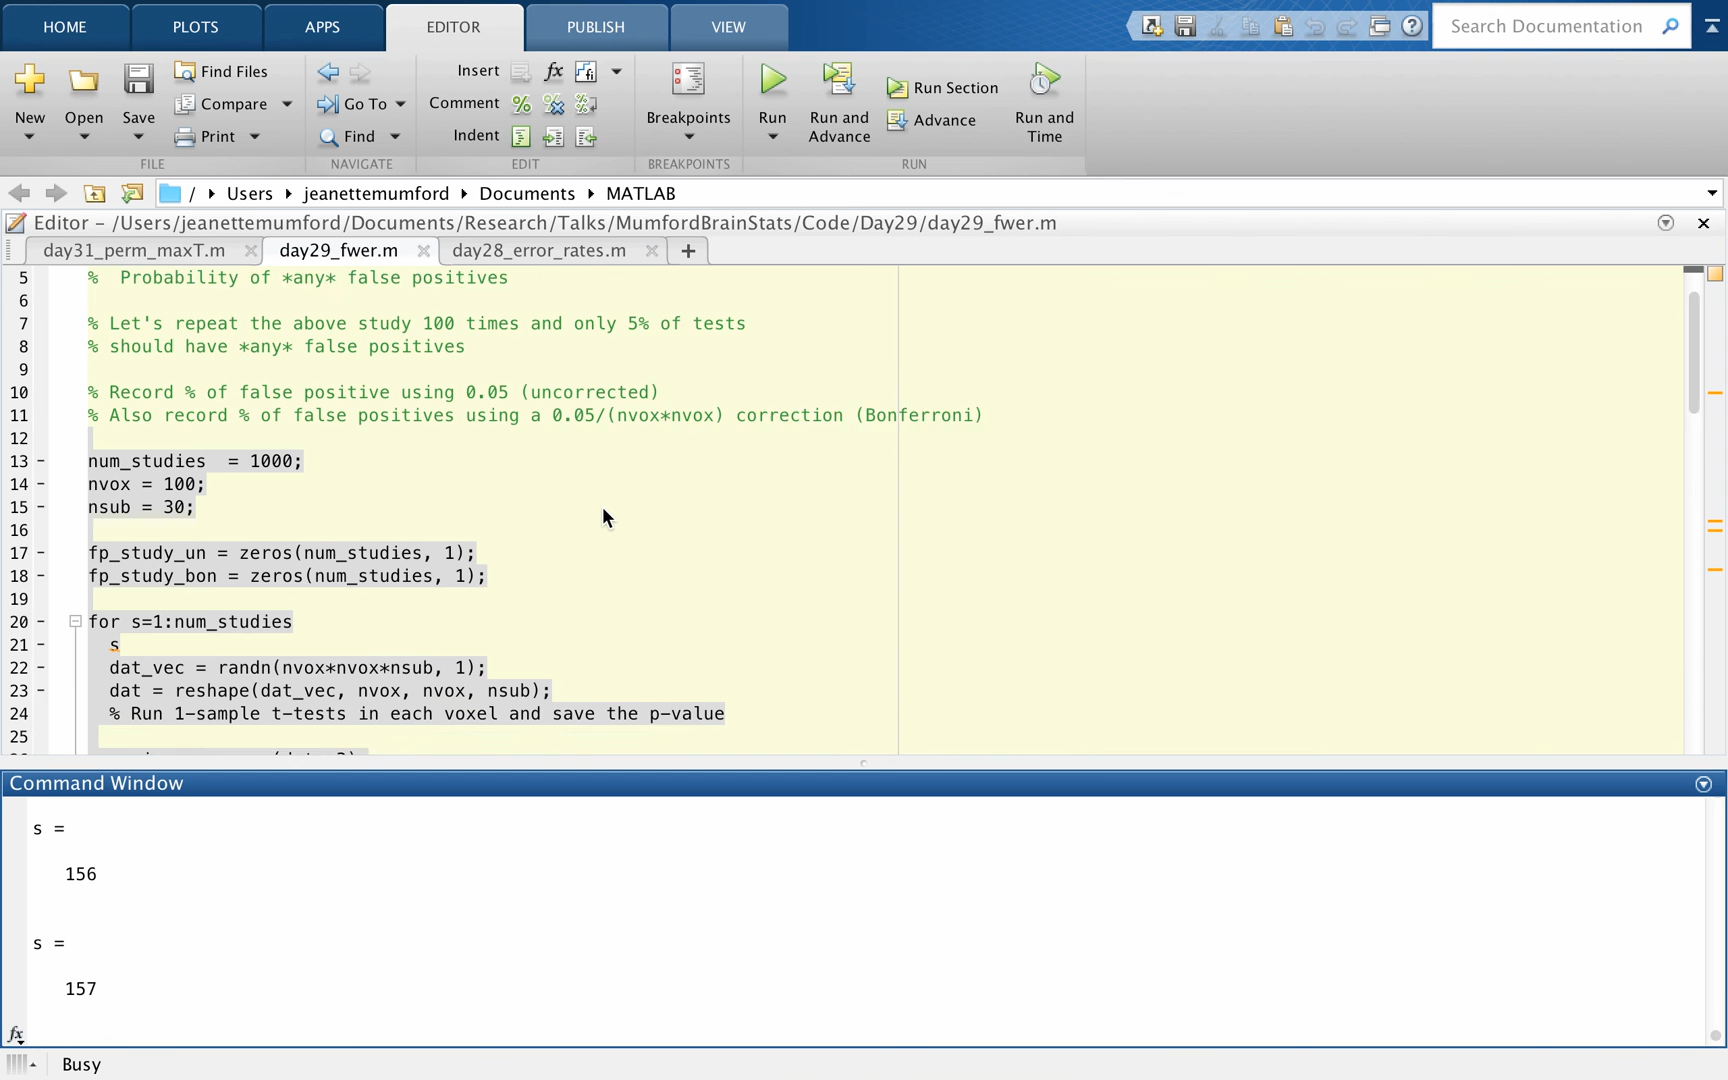 HOME PLOTS APPS EDITOR PUBLISH VIEW Search Documentation
New Open Save Find Files Compare Print Go To Find Insert fx Comment Indent Breakpoints Run Run and Advance Run Section Advance Run and Time
FILE NAVIGATE EDIT BREAKPOINTS RUN
/ Users jeanettemumford Documents MATLAB
Editor – /Users/jeanettemumford/Documents/Research/Talks/MumfordBrainStats/Code/Day29/day29_fwer.m
day31_perm_maxT.m day29_fwer.m day28_error_rates.m +
5 % Probability of *any* false positives
6
7 % Let's repeat the above study 100 times and only 5% of tests
8 % should have *any* false positives
9
10 % Record % of false positive using 0.05 (uncorrected)
11 % Also record % of false positives using a 0.05/(nvox*nvox) correction (Bonferroni)
12
13 – num_studies = 1000;
14 – nvox = 100;
15 – nsub = 30;
16
17 – fp_study_un = zeros(num_studies, 1);
18 – fp_study_bon = zeros(num_studies, 1);
19
20 – for s=1:num_studies
21 – s
22 – dat_vec = randn(nvox*nvox*nsub, 1);
23 – dat = reshape(dat_vec, nvox, nvox, nsub);
24 % Run 1–sample t–tests in each voxel and save the p–value
25
Command Window
s =
156
s =
157
fx
Busy